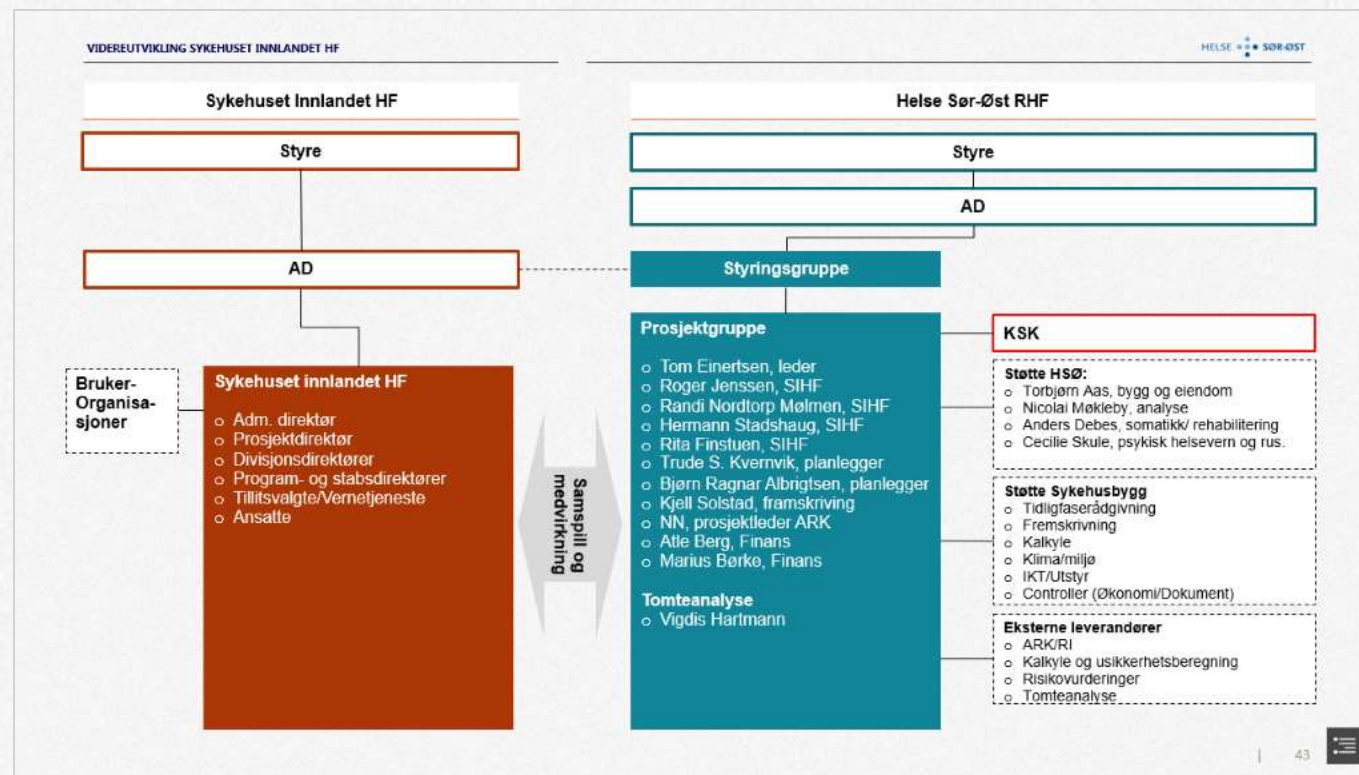 VIDEREUTVIKLING SYKEHUSET INNLANDET HF
HELSE SØR-ØST
Sykehuset Innlandet HF
Styre
AD
Bruker-
Organisa-
sjoner
Sykehuset innlandet HF
o Adm. direktør
o Prosjektdirektør
o Divisjonsdirektører
o Program- og stabsdirektører
o Tillitsvalgte/Vernetjeneste
o Ansatte
Samspill og
medvirkning
Helse Sør-Øst RHF
Styre
AD
Styringsgruppe
Prosjektgruppe
o Tom Einertsen, leder
o Roger Jenssen, SIHF
o Randi Nordtorp Mølmen, SIHF
o Hermann Stadshaug, SIHF
o Rita Finstuen, SIHF
o Trude S. Kvernvik, planlegger
o Bjørn Ragnar Albrigtsen, planlegger
o Kjell Solstad, framskriving
o NN, prosjektleder ARK
o Atle Berg, Finans
o Marius Børke, Finans
Tomteanalyse
o Vigdis Hartmann
KSK
Støtte HSØ:
o Torbjørn Aas, bygg og eiendom
o Nicolai Møkleby, analyse
o Anders Debes, somatikk/ rehabilitering
o Cecilie Skule, psykisk helsevern og rus.
Støtte Sykehusbygg
o Tidligfaserådgivning
o Fremskrivning
o Kalkyle
o Klima/miljø
o IKT/Utstyr
o Controller (Økonomi/Dokument)
Eksterne leverandører
o ARK/RI
o Kalkyle og usikkerhetsberegning
o Risikovurderinger
o Tomteanalyse
| 43